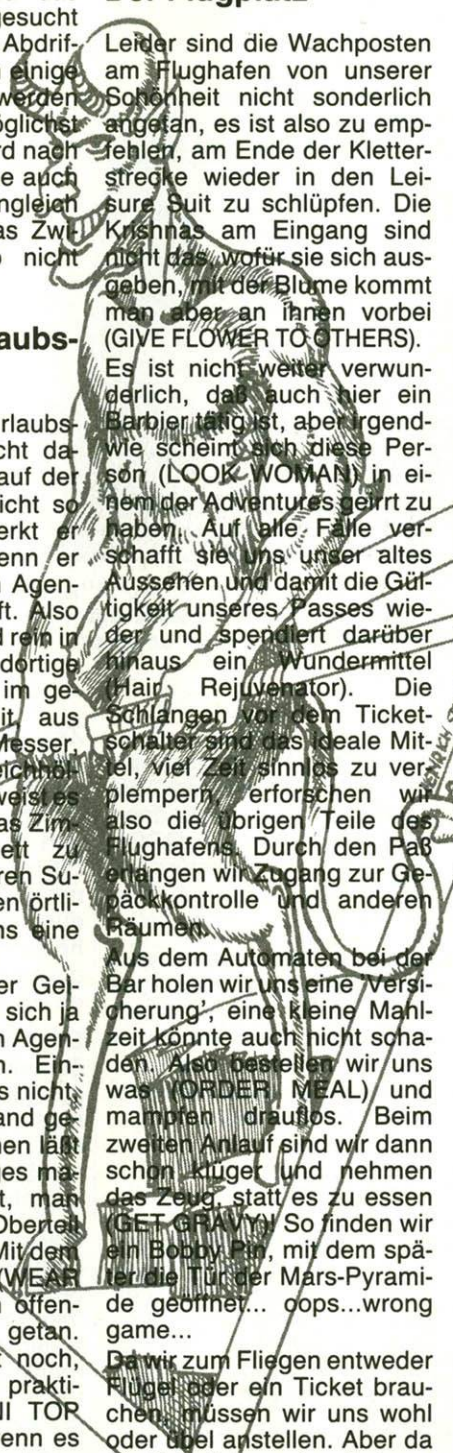 gesucht
Abdrif-
einige
werden
öglichst
rd nach
e auch
ngleich
as Zwi-
nicht
aubs-
rlaubs-
cht da-
auf der
icht so
erkt er
enn er
Agen-
ft. Also
rein in
dortige
im ge-
it, aus
Messer,
eichhol-
weist es
as Zim-
ett zu
ren Su-
en örtli-
ns eine
er Gel-
sich ja
n Agen-
n. Ein-
s nicht
and ge-
nen läßt
ges ma-
t, man
Oberteil
Mit dem
(WEAR
offen-
getan.
noch,
prakti-
II TOP
enn es
Leider sind die Wachposten
am Flughafen von unserer
Schönheit nicht sonderlich
angetan, es ist also zu emp-
fehlen, am Ende der Kletter-
strecke wieder in den Lei-
sure Suit zu schlüpfen. Die
Krishnas am Eingang sind
nicht das, wofür sie sich aus-
geben, mit der Blume kommt
man aber an ihnen vorbei
(GIVE FLOWER TO OTHERS).
Es ist nicht weiter verwun-
derlich, daß auch hier ein
Barbier tätig ist, aber irgend-
wie scheint sich diese Per-
son (LOOK WOMAN) in ei-
nem der Adventures geirrt zu
haben. Auf alle Fälle ver-
schafft sie uns unser altes
Aussehen und damit die Gül-
tigkeit unseres Passes wie-
der und spendiert darüber
hinaus ein Wundermittel
(Hair Rejuvenator). Die
Schlangen vor dem Ticket-
schalter sind das ideale Mit-
tel, viel Zeit sinnlos zu ver-
plempern, erforschen wir
also die übrigen Teile des
Flughafens. Durch den Paß
erlangen wir Zugang zur Ge-
päckkontrolle und anderen
Räumen.
Aus dem Automaten bei der
Bar holen wir uns eine 'Versi-
cherung', eine kleine Mahl-
zeit könnte auch nicht scha-
den. Also bestellen wir uns
was (ORDER MEAL) und
mampfen drauflos. Beim
zweiten Anlauf sind wir dann
schon klüger und nehmen
das Zeug, statt es zu essen
(GET GRAVY)! So finden wir
ein Bobby Pin, mit dem spä-
ter die Tür der Mars-Pyrami-
de geöffnet... oops...wrong
game...
Da wir zum Fliegen entweder
Flügel oder ein Ticket brau-
chen, müssen wir uns wohl
oder übel anstellen. Aber da